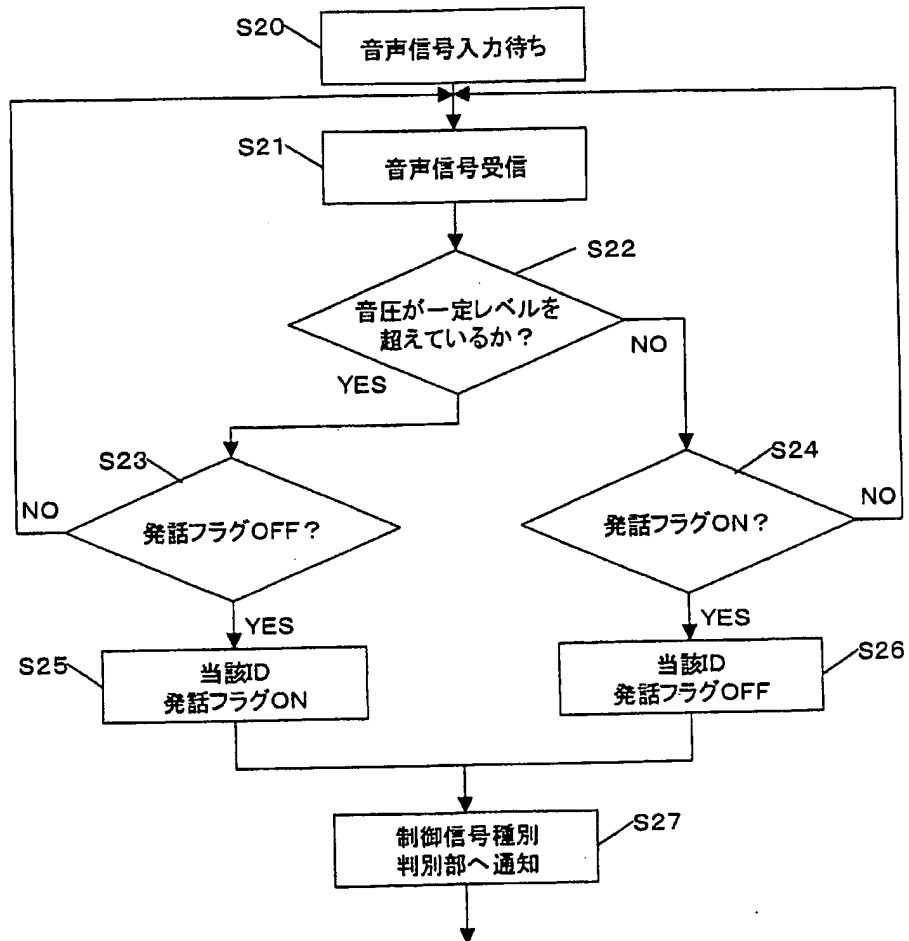 S20
音声信号入力待ち
S21
音声信号受信
S22
音圧が一定レベルを
超えているか？
YES
NO
S23
発話フラグOFF？
NO
YES
S24
発話フラグON？
NO
YES
S25
当該ID
発話フラグON
S26
当該ID
発話フラグOFF
S27
制御信号種別
判別部へ通知